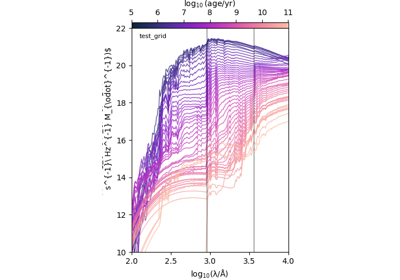 log₁₀(age/yr)
5 6 7 8 9 10 11
test_grid
22
20
18
16
14
12
10
s^{-1}\ Hz^{-1} M_{\odot}^{-1})$
2.0 2.5 3.0 3.5 4.0
log₁₀(λ/Å)